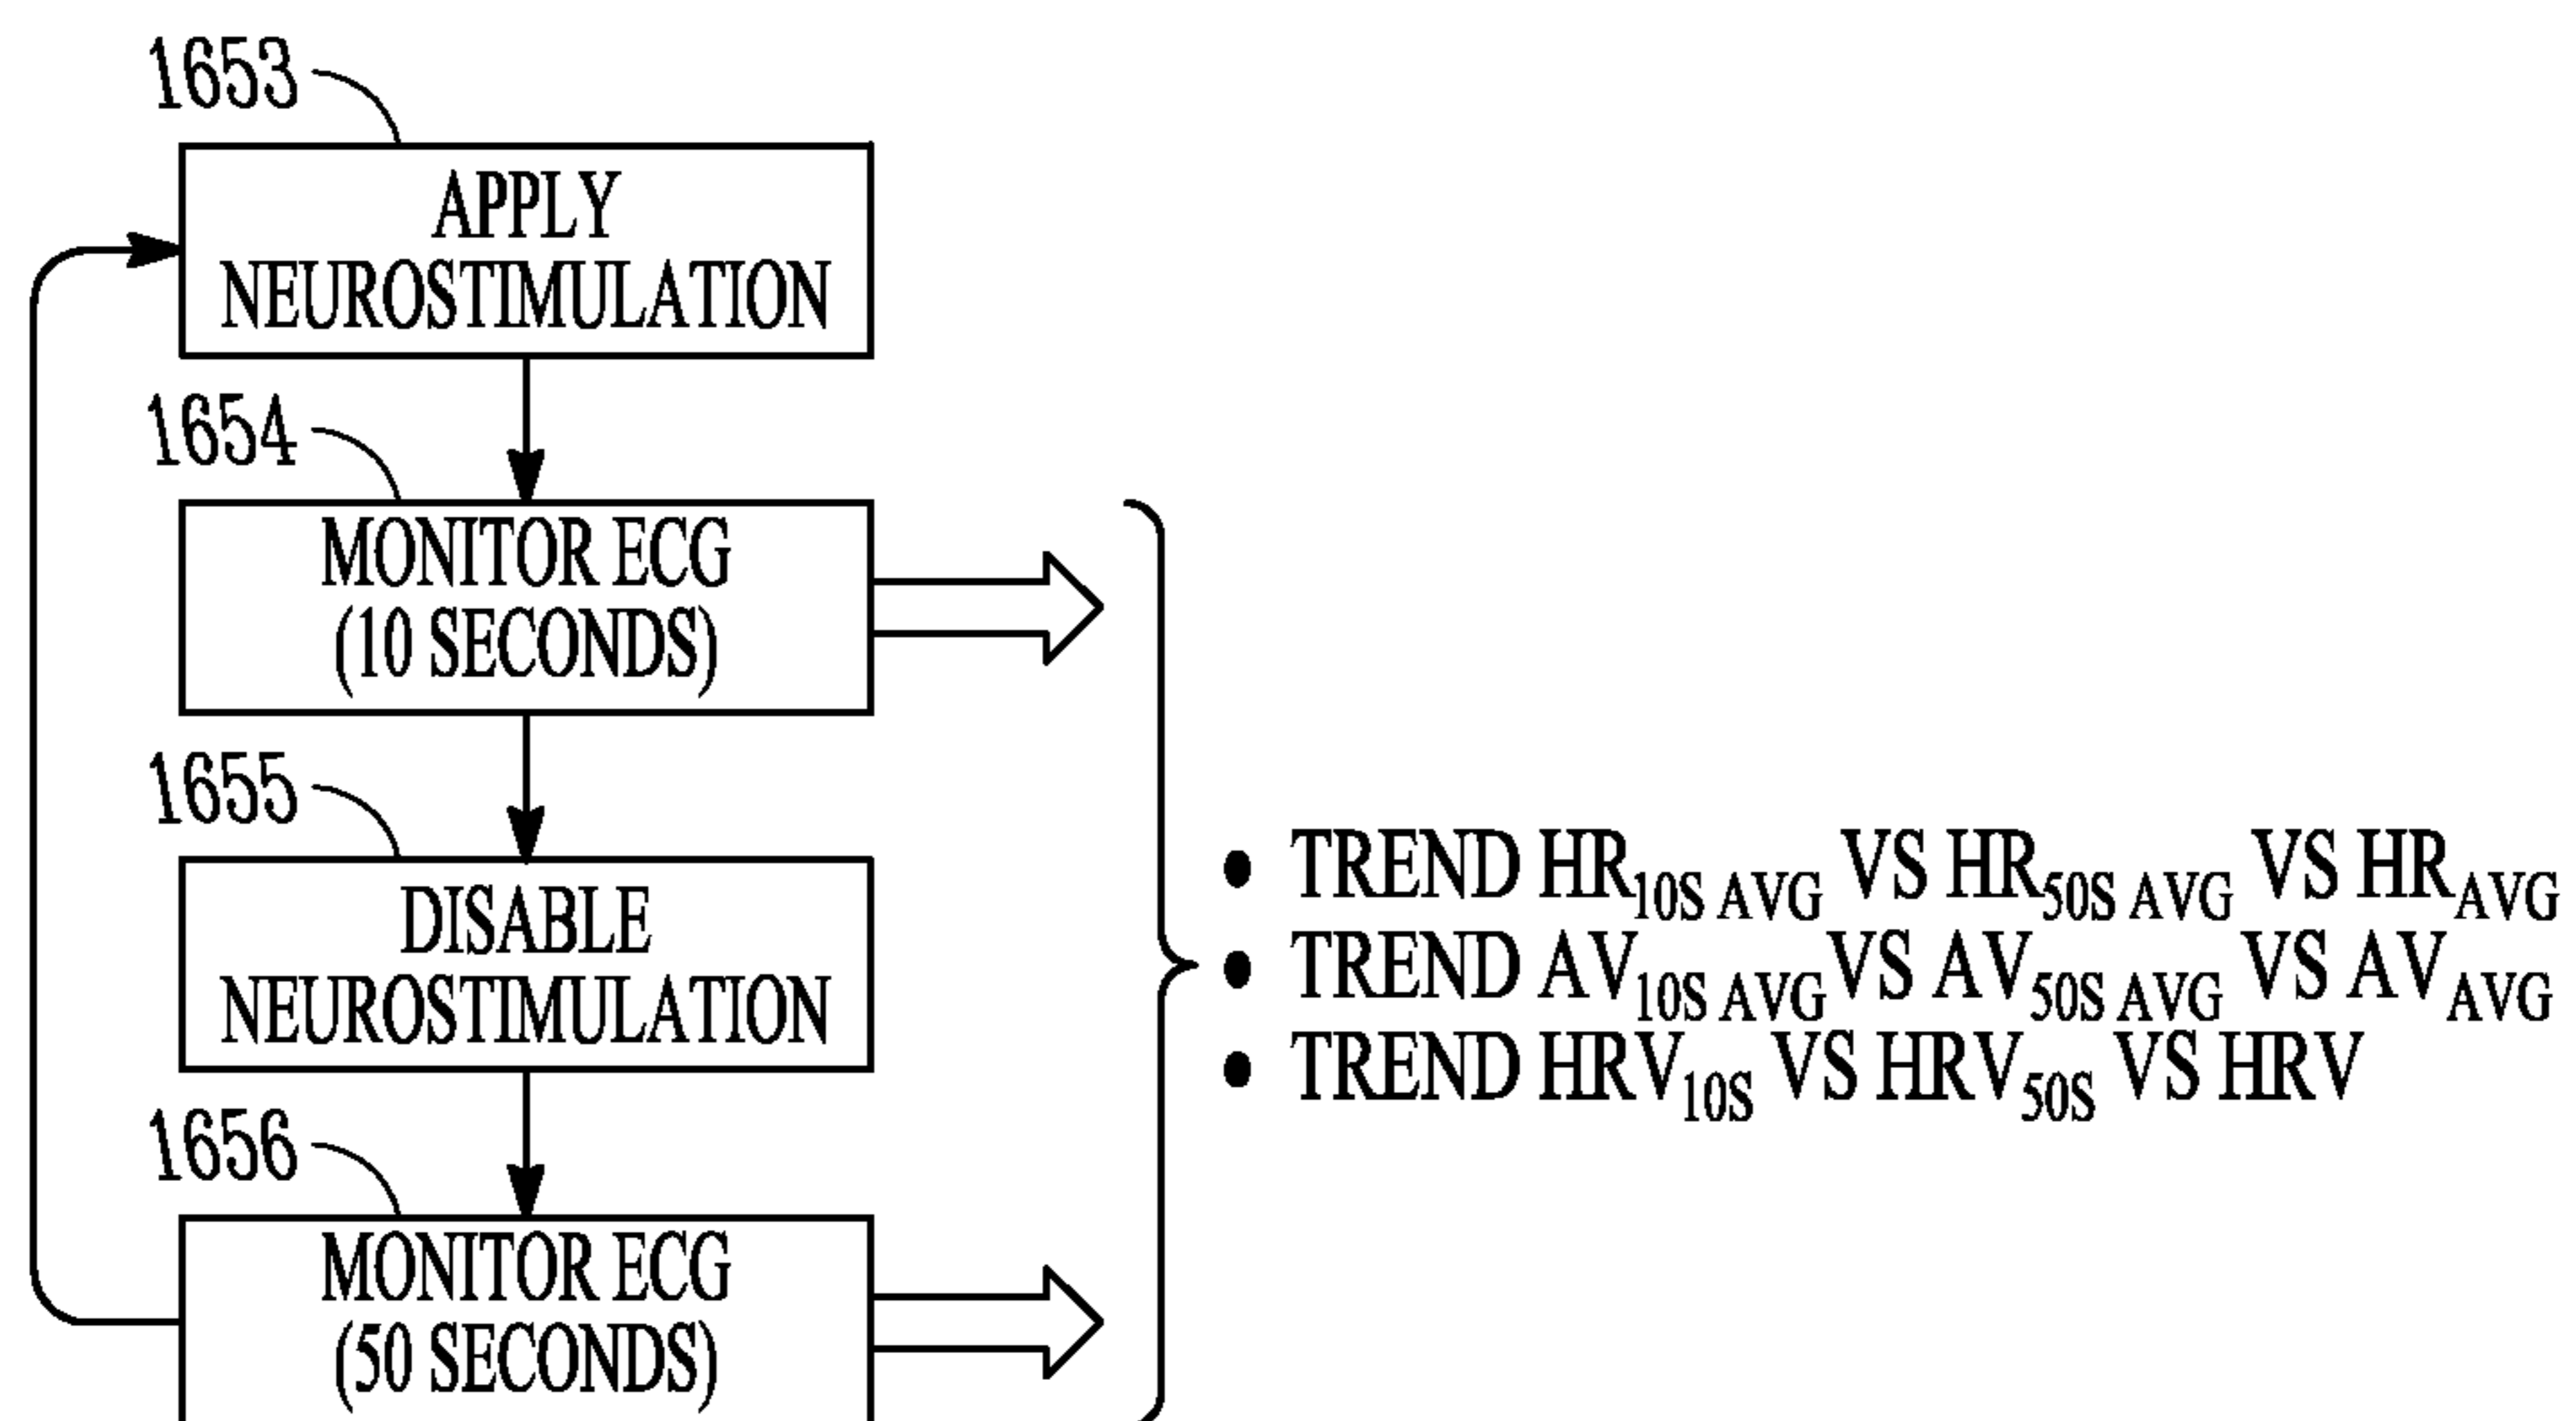 1653
APPLY
NEUROSTIMULATION
1654
MONITOR ECG
(10 SECONDS)
1655
DISABLE
NEUROSTIMULATION
1656
MONITOR ECG
(50 SECONDS)
• TREND HR10S AVG VS HR50S AVG VS HRAVG
• TREND AV10S AVG VS AV50S AVG VS AVAVG
• TREND HRV10S VS HRV50S VS HRV